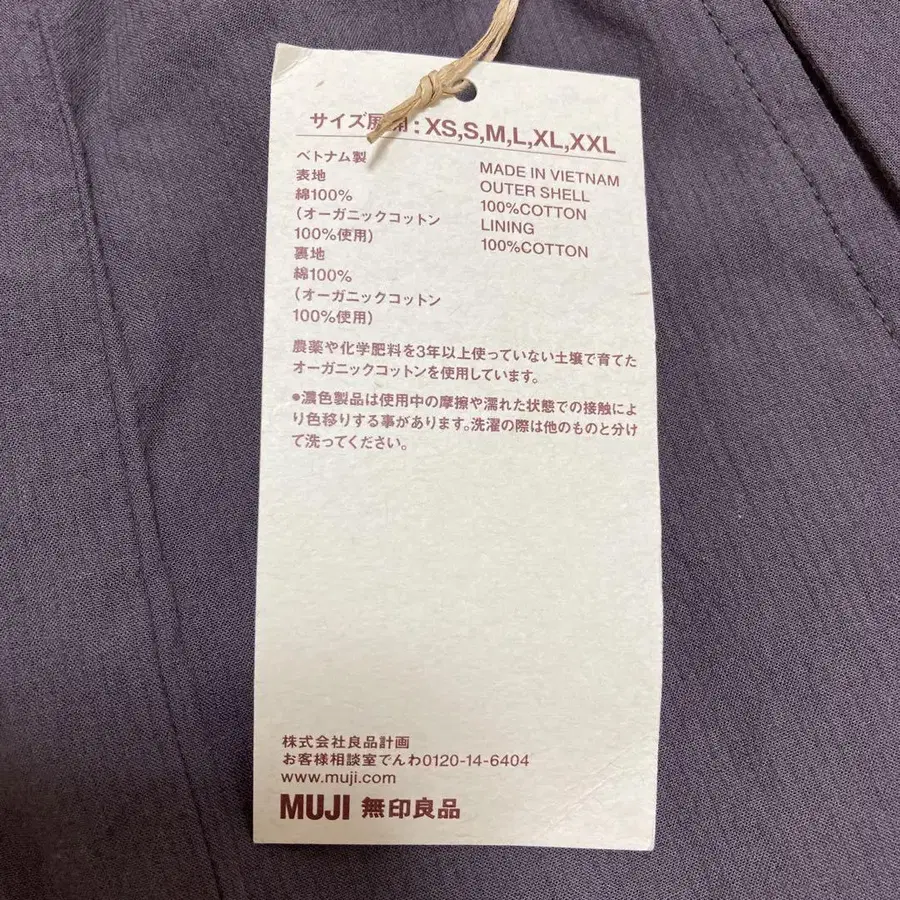 サイズ展開:XS,S,M,L,XL,XXL
ベトナム製
表地
綿100%
(オーガニックコットン
100%使用)
裏地
綿100%
(オーガニックコットン
100%使用)
MADE IN VIETNAM
OUTER SHELL
100%COTTON
LINING
100%COTTON
農薬や化学肥料を3年以上使っていない土壌で育てた
オーガニックコットンを使用しています。
●濃色製品は使用中の摩擦や濡れた状態での接触によ
り色移りする事があります。洗濯の際は他のものと分け
て洗ってください。
株式会社良品計画
お客様相談室でんわ0120-14-6404
www.muji.com
MUJI 無印良品